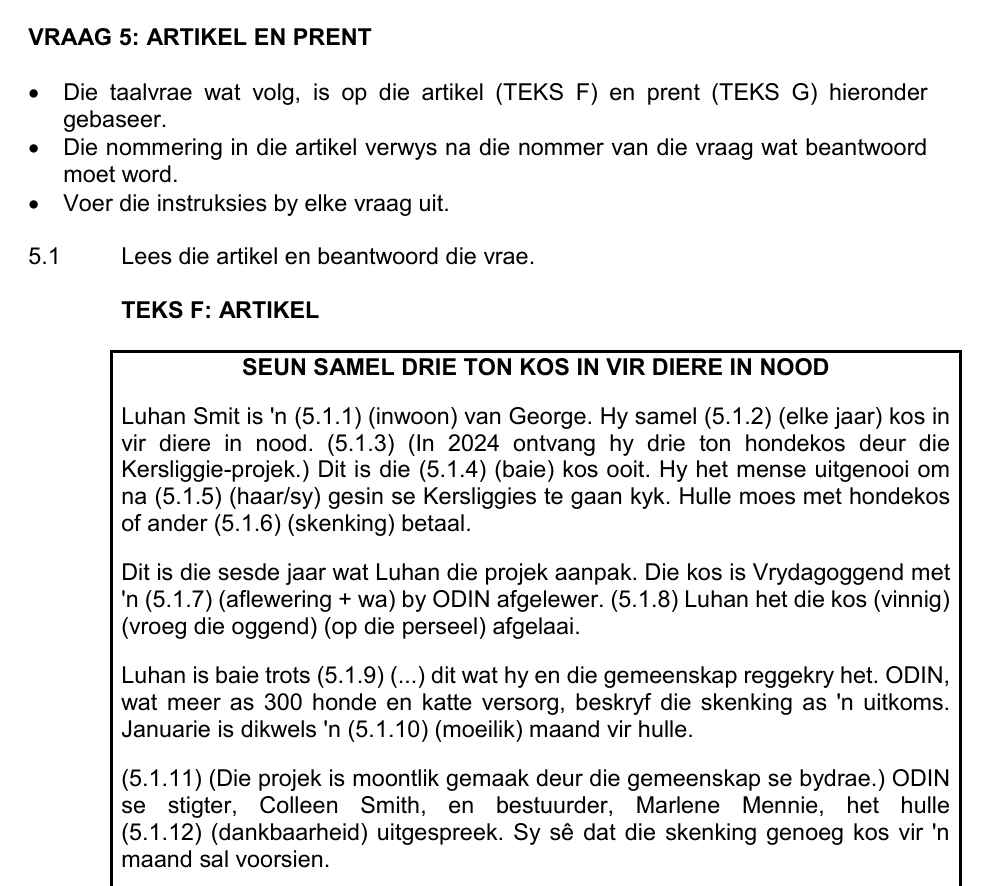 VRAAG 5: ARTIKEL EN PRENT
• Die taalvrae wat volg, is op die artikel (TEKS F) en prent (TEKS G) hieronder
gebaseer.
• Die nommering in die artikel verwys na die nommer van die vraag wat beantwoord
moet word.
• Voer die instruksies by elke vraag uit.
5.1 Lees die artikel en beantwoord die vrae.
TEKS F: ARTIKEL
SEUN SAMEL DRIE TON KOS IN VIR DIERE IN NOOD
Luhan Smit is 'n (5.1.1) (inwoon) van George. Hy samel (5.1.2) (elke jaar) kos in
vir diere in nood. (5.1.3) (In 2024 ontvang hy drie ton hondekos deur die
Kersliggie-projek.) Dit is die (5.1.4) (baie) kos ooit. Hy het mense uitgenooi om
na (5.1.5) (haar/sy) gesin se Kersliggies te gaan kyk. Hulle moes met hondekos
of ander (5.1.6) (skenking) betaal.
Dit is die sesde jaar wat Luhan die projek aanpak. Die kos is Vrydagoggend met
'n (5.1.7) (aflewering + wa) by ODIN afgelewer. (5.1.8) Luhan het die kos (vinnig)
(vroeg die oggend) (op die perseel) afgelaai.
Luhan is baie trots (5.1.9) (...) dit wat hy en die gemeenskap reggekry het. ODIN,
wat meer as 300 honde en katte versorg, beskryf die skenking as 'n uitkoms.
Januarie is dikwels 'n (5.1.10) (moeilik) maand vir hulle.
(5.1.11) (Die projek is moontlik gemaak deur die gemeenskap se bydrae.) ODIN
se stigter, Colleen Smith, en bestuurder, Marlene Mennie, het hulle
(5.1.12) (dankbaarheid) uitgespreek. Sy sê dat die skenking genoeg kos vir 'n
maand sal voorsien.